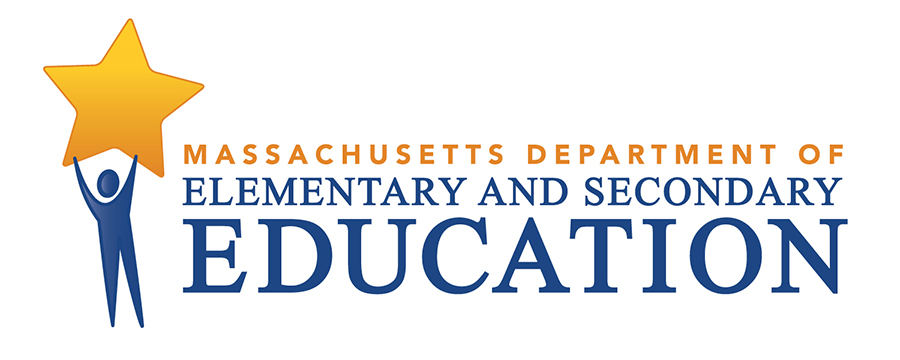 MASSACHUSETTS DEPARTMENT OF
ELEMENTARY AND SECONDARY
EDUCATION